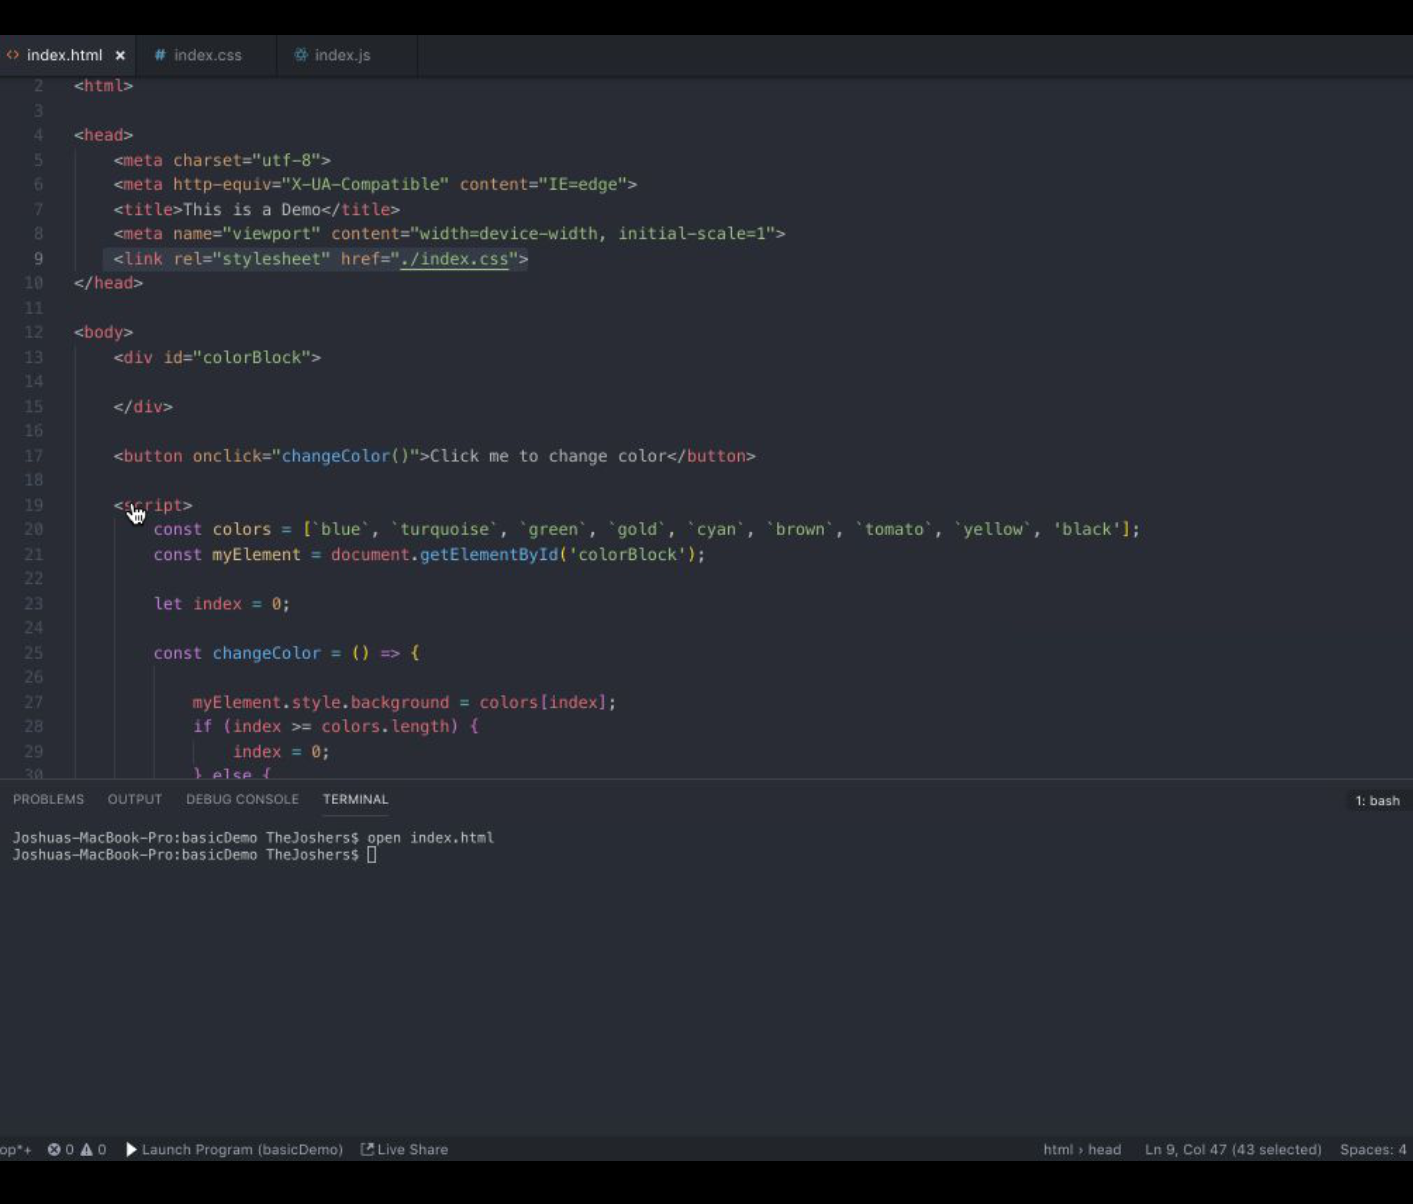 <> index.html × # index.css index.js
2 <html>
3
4 <head>
5 <meta charset="utf-8">
6 <meta http-equiv="X-UA-Compatible" content="IE=edge">
7 <title>This is a Demo</title>
8 <meta name="viewport" content="width=device-width, initial-scale=1">
9 <link rel="stylesheet" href="./index.css">
10 </head>
11
12 <body>
13 <div id="colorBlock">
14
15 </div>
16
17 <button onclick="changeColor()">Click me to change color</button>
18
19 <script>
20 const colors = [`blue`, `turquoise`, `green`, `gold`, `cyan`, `brown`, `tomato`, `yellow`, 'black'];
21 const myElement = document.getElementById('colorBlock');
22
23 let index = 0;
24
25 const changeColor = () => {
26
27 myElement.style.background = colors[index];
28 if (index >= colors.length) {
29 index = 0;
30 } else {
PROBLEMS OUTPUT DEBUG CONSOLE TERMINAL 1: bash
Joshuas-MacBook-Pro:basicDemo TheJoshers$ open index.html
Joshuas-MacBook-Pro:basicDemo TheJoshers$
op*+ 0 0 Launch Program (basicDemo) Live Share html › head Ln 9, Col 47 (43 selected) Spaces: 4